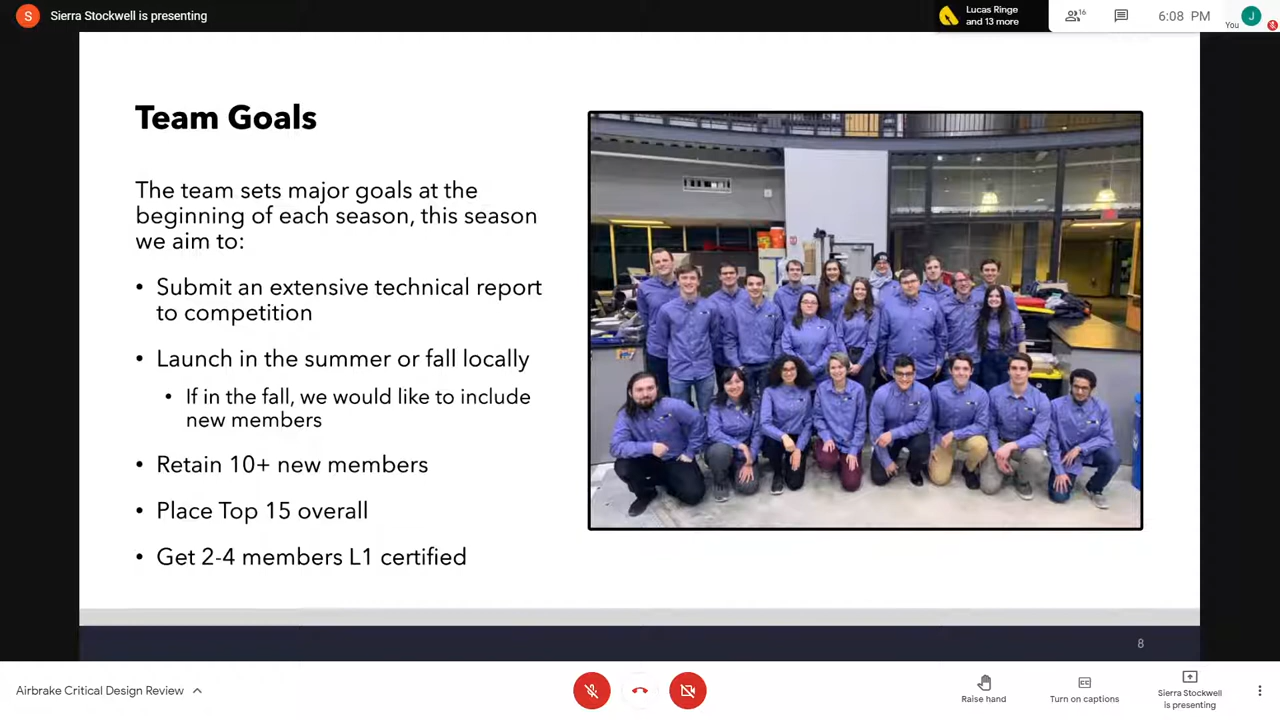 S
Sierra Stockwell is presenting
Lucas Ringe
and 13 more
16
6:08 PM
You
J
Team Goals
The team sets major goals at the
beginning of each season, this season
we aim to:
• Submit an extensive technical report
to competition
• Launch in the summer or fall locally
• If in the fall, we would like to include
new members
• Retain 10+ new members
• Place Top 15 overall
• Get 2-4 members L1 certified
8
Airbrake Critical Design Review
Raise hand
CC
Turn on captions
Sierra Stockwell
is presenting